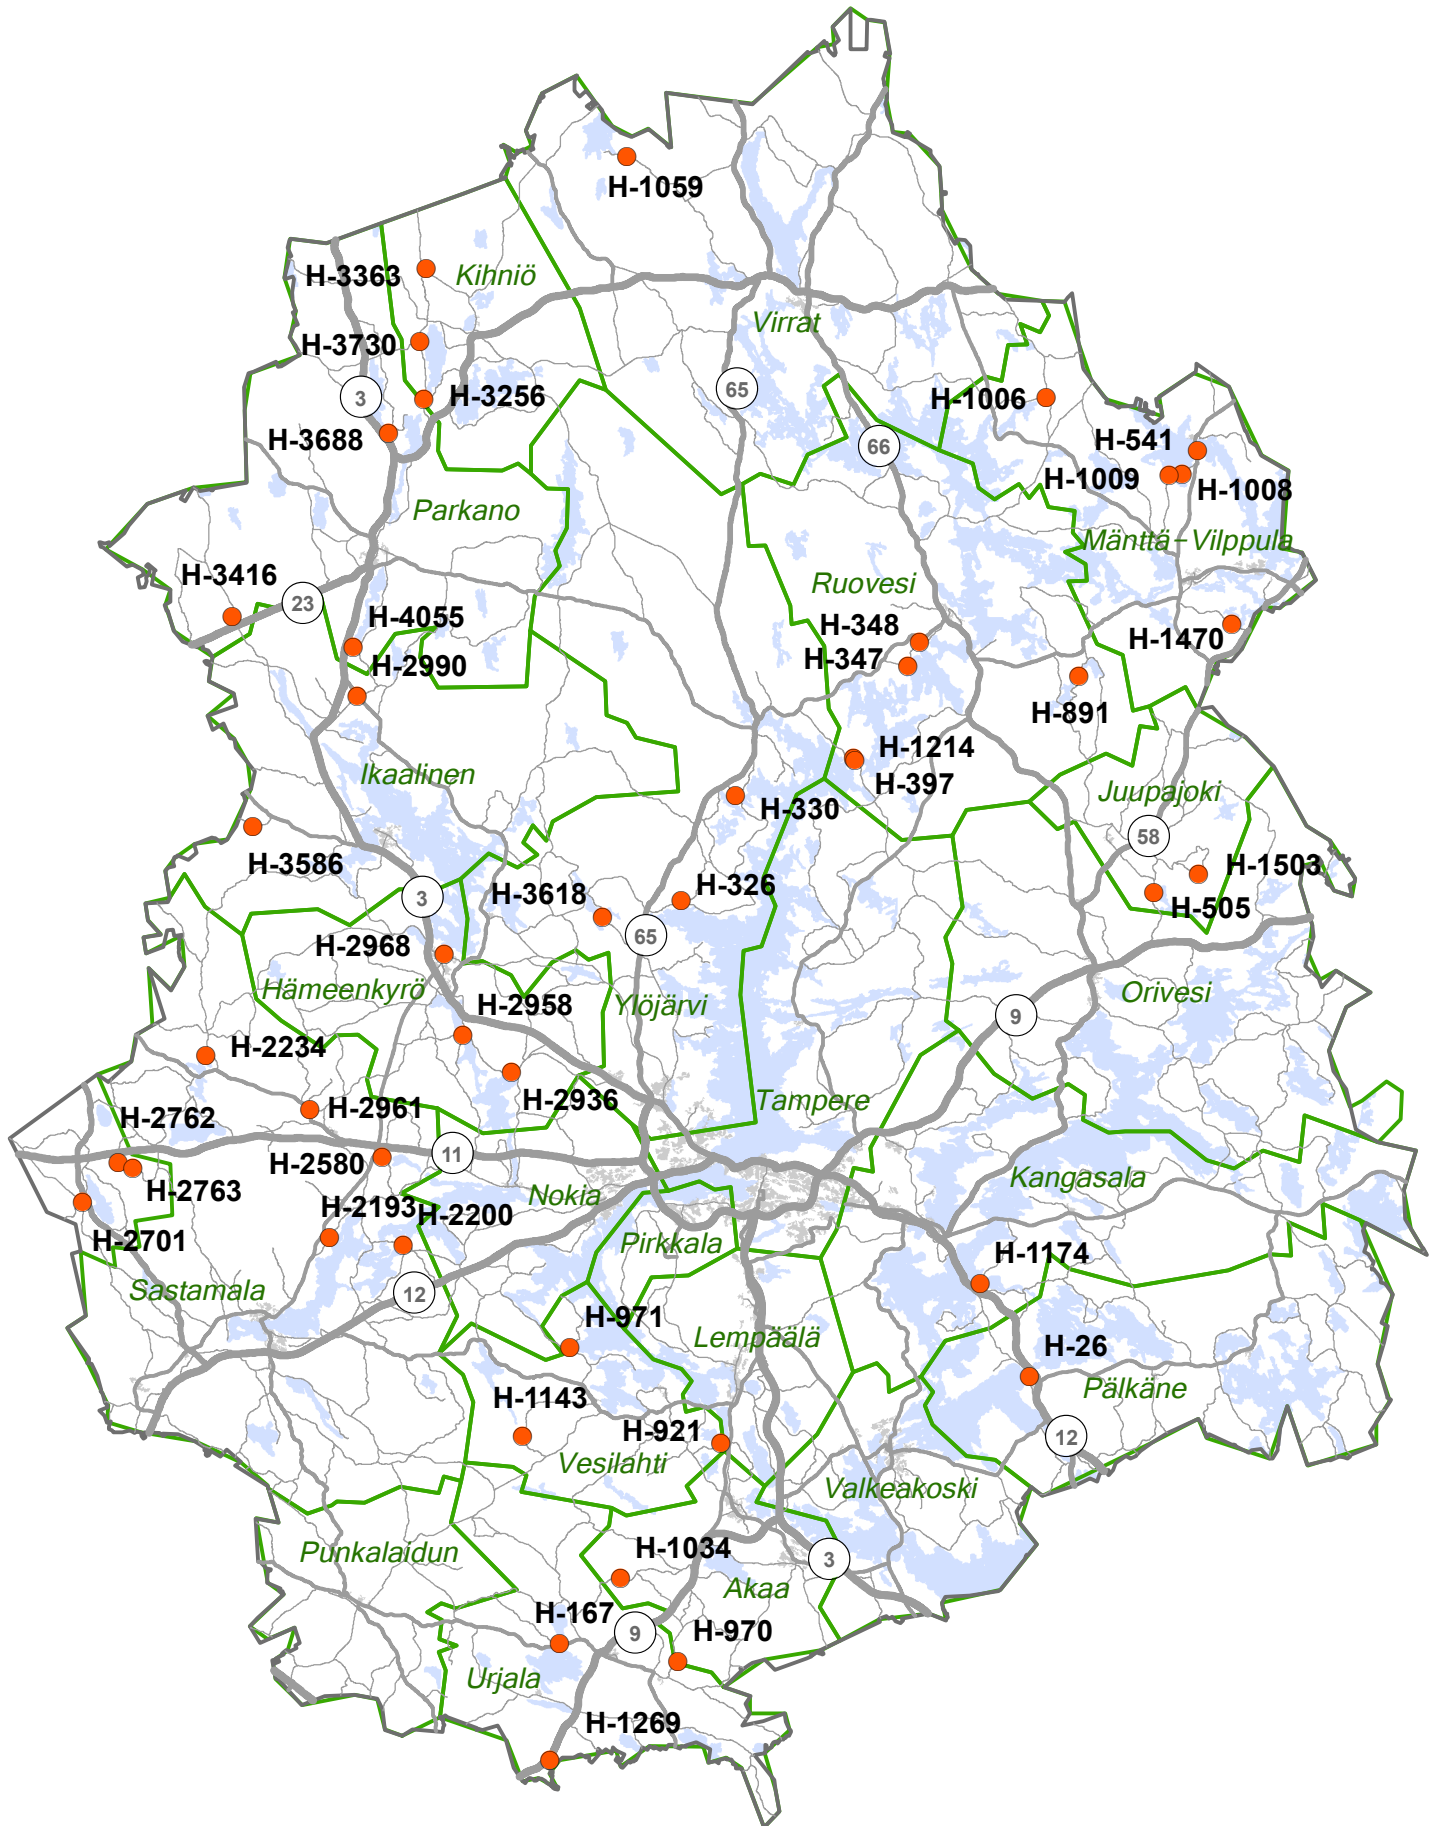 H-1059
H-3363
Kihniö
Virrat
H-3730
3
H-3256
65
H-1006
H-3688
66
H-541
H-1009
H-1008
Parkano
Mänttä-Vilppula
H-3416
23
Ruovesi
H-4055
H-348
H-1470
H-2990
H-347
H-891
Ikaalinen
H-1214
H-397
H-330
Juupajoki
58
H-3586
H-3618
H-326
H-1503
H-505
3
65
H-2968
Hämeenkyrö
H-2958
Ylöjärvi
Orivesi
9
H-2234
H-2936
Tampere
H-2762
H-2961
11
H-2580
H-2763
Nokia
Kangasala
H-2193
H-2200
H-2701
Pirkkala
H-1174
Sastamala
12
H-971
Lempäälä
H-26
Pälkäne
H-1143
H-921
12
Vesilahti
Valkeakoski
Punkalaidun
H-1034
3
Akaa
H-167
9
H-970
Urjala
H-1269